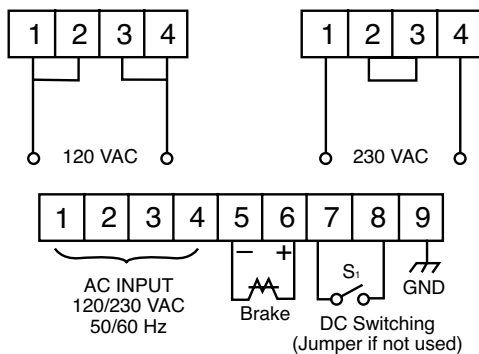 1 2 3 4
120 VAC
1 2 3 4
230 VAC
1 2 3 4 5 6 7 8 9
− +
AC INPUT
120/230 VAC
50/60 Hz
Brake
S1
DC Switching
(Jumper if not used)
GND